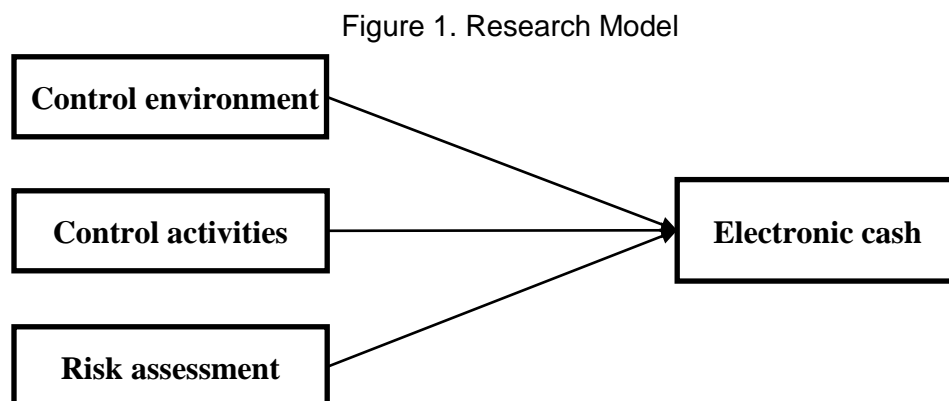 Figure 1. Research Model
Control environment
Control activities
Electronic cash
Risk assessment